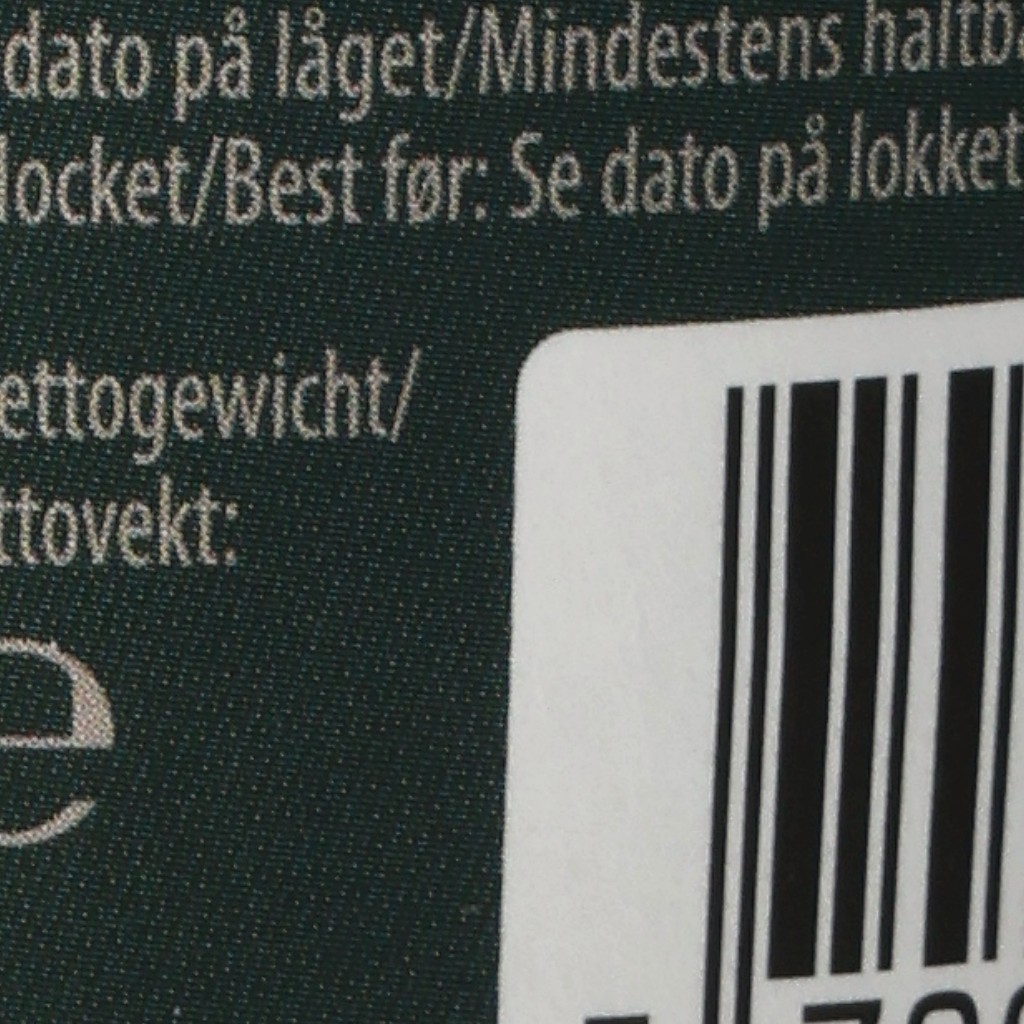 dato på låget/Mindestens haltba
locket/Best før: Se dato på lokket
ettogewicht/
ttovekt:
e